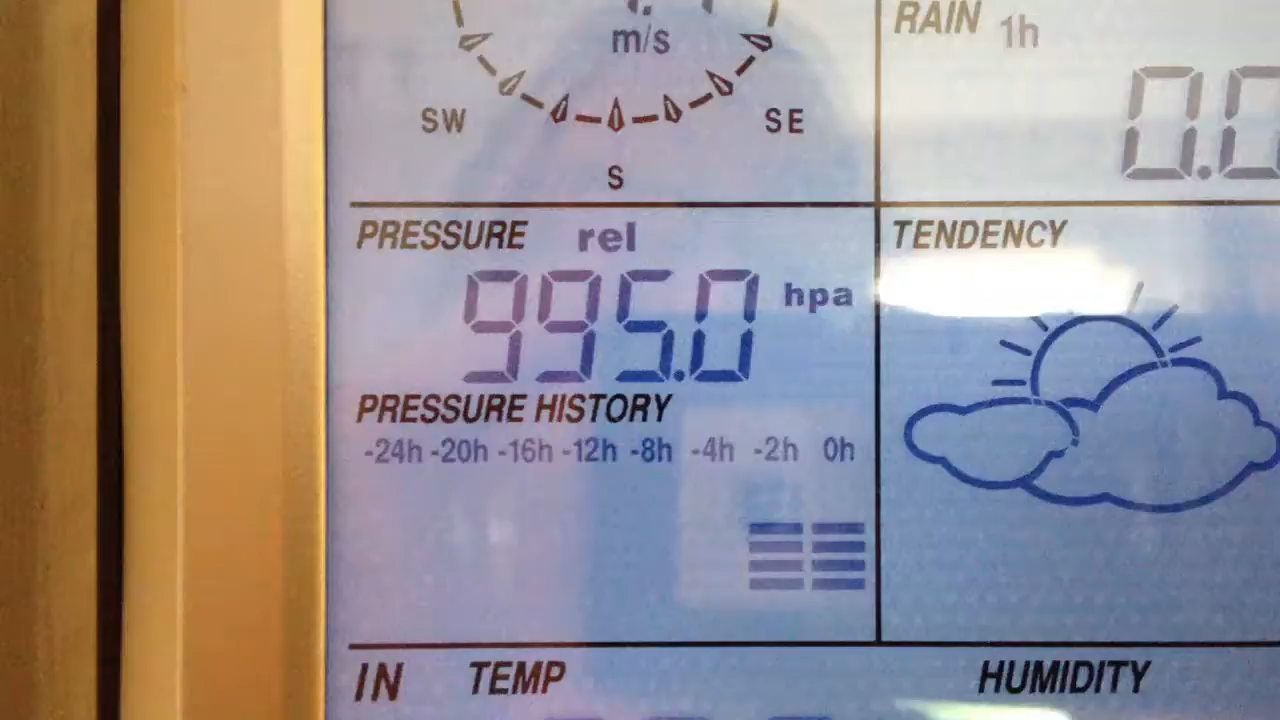 m/s
SW
SE
S
RAIN 1h
0.0
PRESSURE rel
995.0 hpa
PRESSURE HISTORY
-24h -20h -16h -12h -8h -4h -2h 0h
TENDENCY
IN TEMP
HUMIDITY